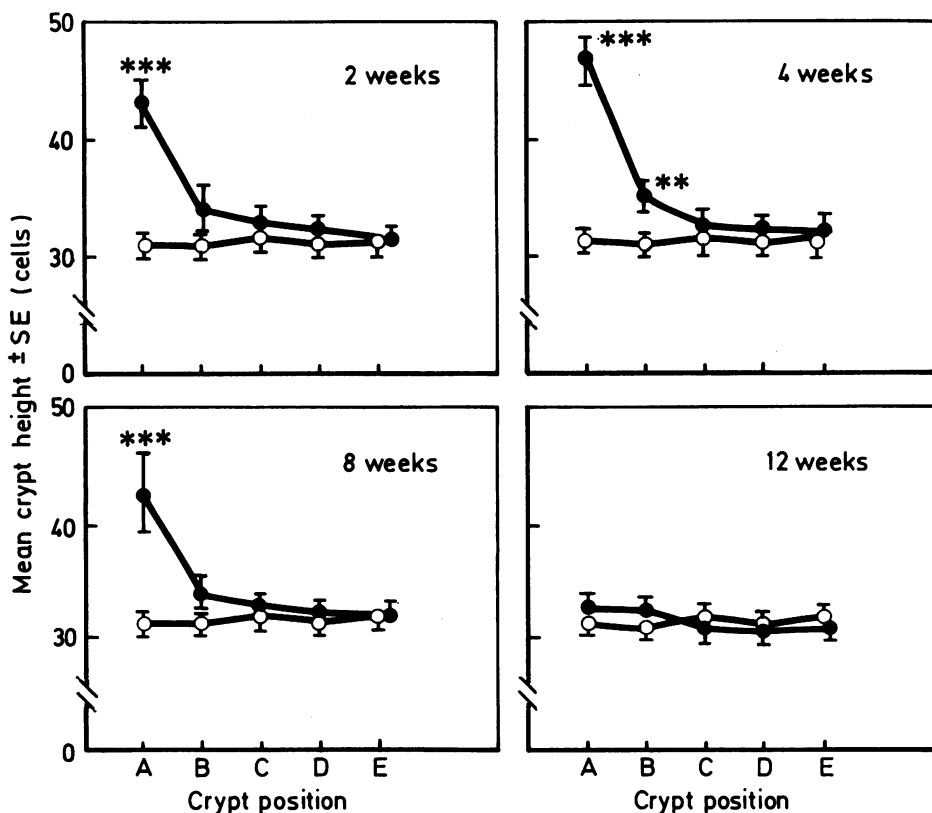 Mean crypt height ± SE (cells)
50
40
30
0
***
2 weeks
***
**
4 weeks
50
40
30
0
***
8 weeks
A B C D E
Crypt position
12 weeks
A B C D E
Crypt position